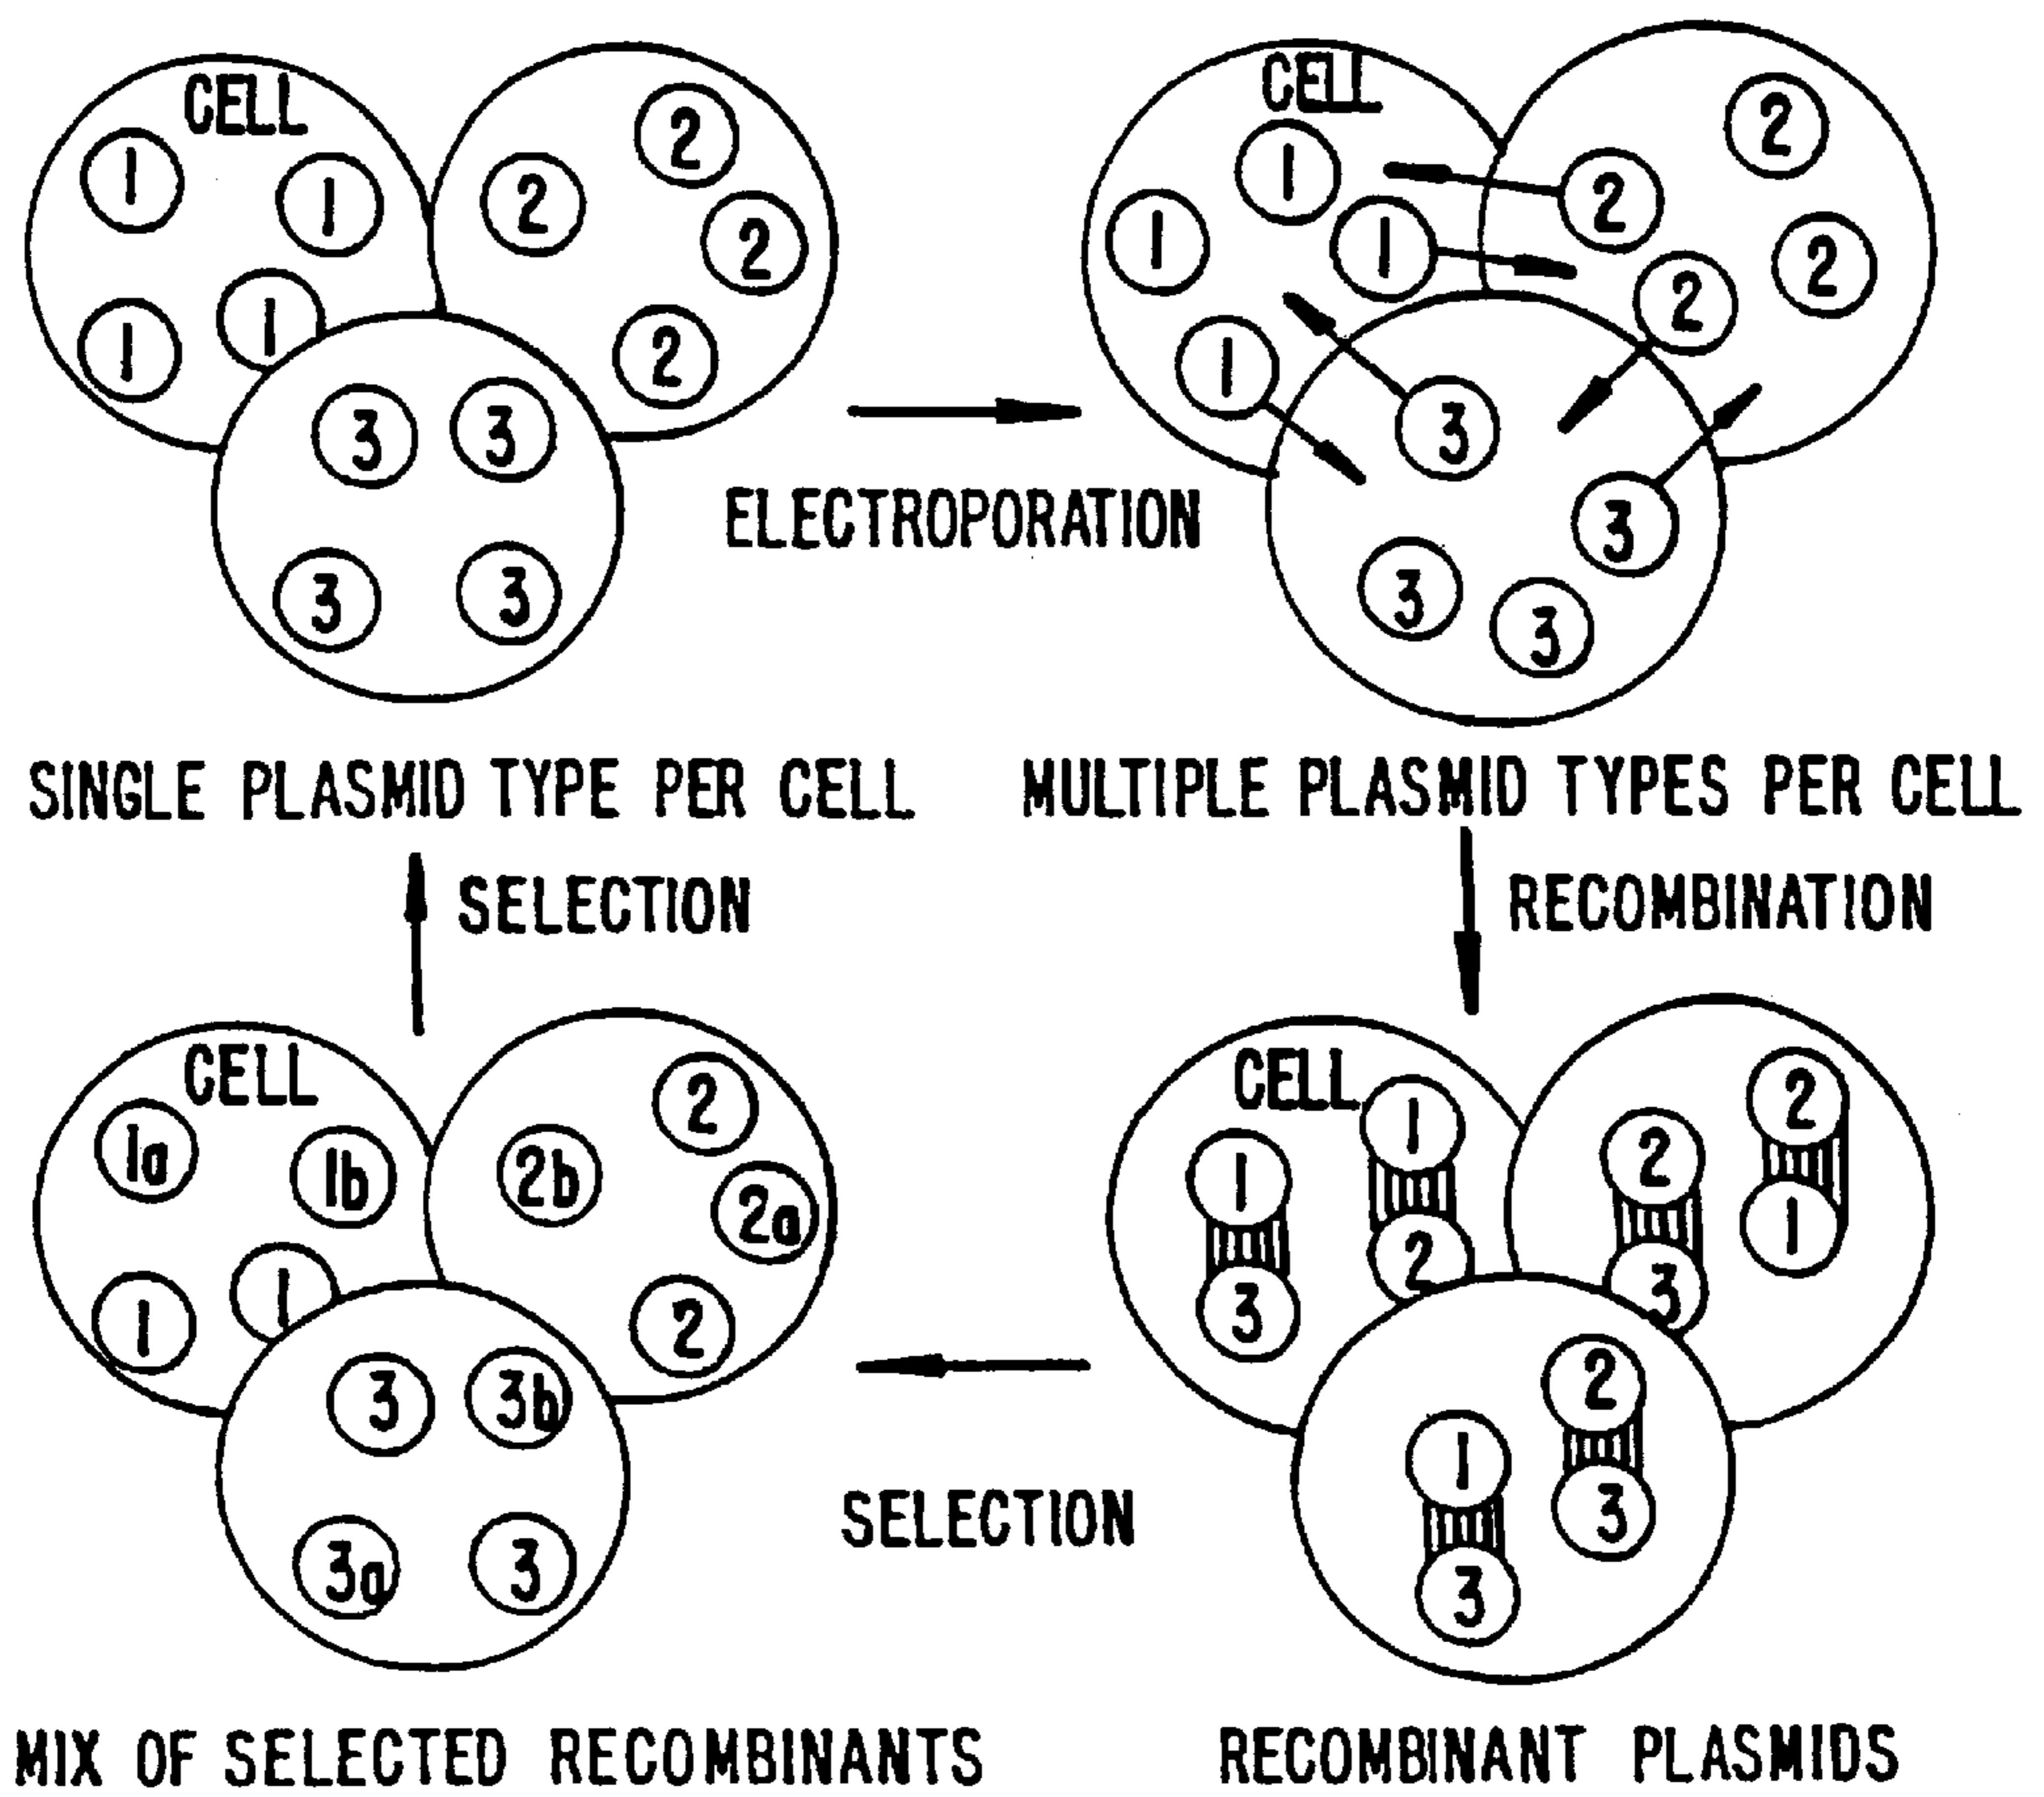 CELL
1
1
1
1
2
2
2
2
3
3
3
3
ELECTROPORATION
CELL
1
1
1
1
2
2
2
2
3
3
3
3
SINGLE PLASMID TYPE PER CELL
MULTIPLE PLASMID TYPES PER CELL
SELECTION
RECOMBINATION
CELL
1a
1b
1
1
2
2b
2a
2
3
3b
3a
3
SELECTION
CELL
1
3
1
2
2
3
2
1
1
3
2
3
MIX OF SELECTED RECOMBINANTS
RECOMBINANT PLASMIDS